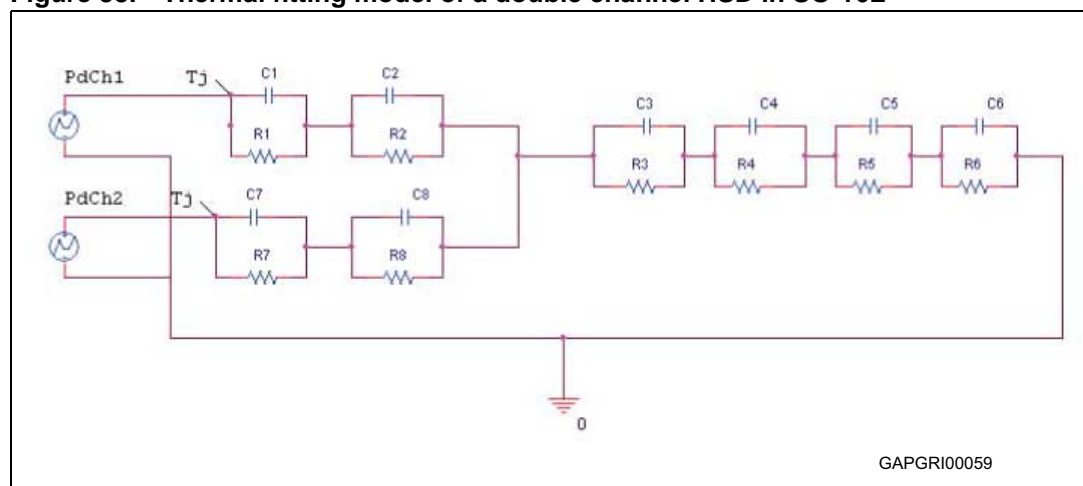 Figure Thermal fitting model of a double channel HSD in SO-16L
PdCh1
Tj
C1
C2
R1
R2
C3
C4
C5
C6
R3
R4
R5
R6
PdCh2
Tj
C7
C8
R7
R8
0
GAPGRI00059